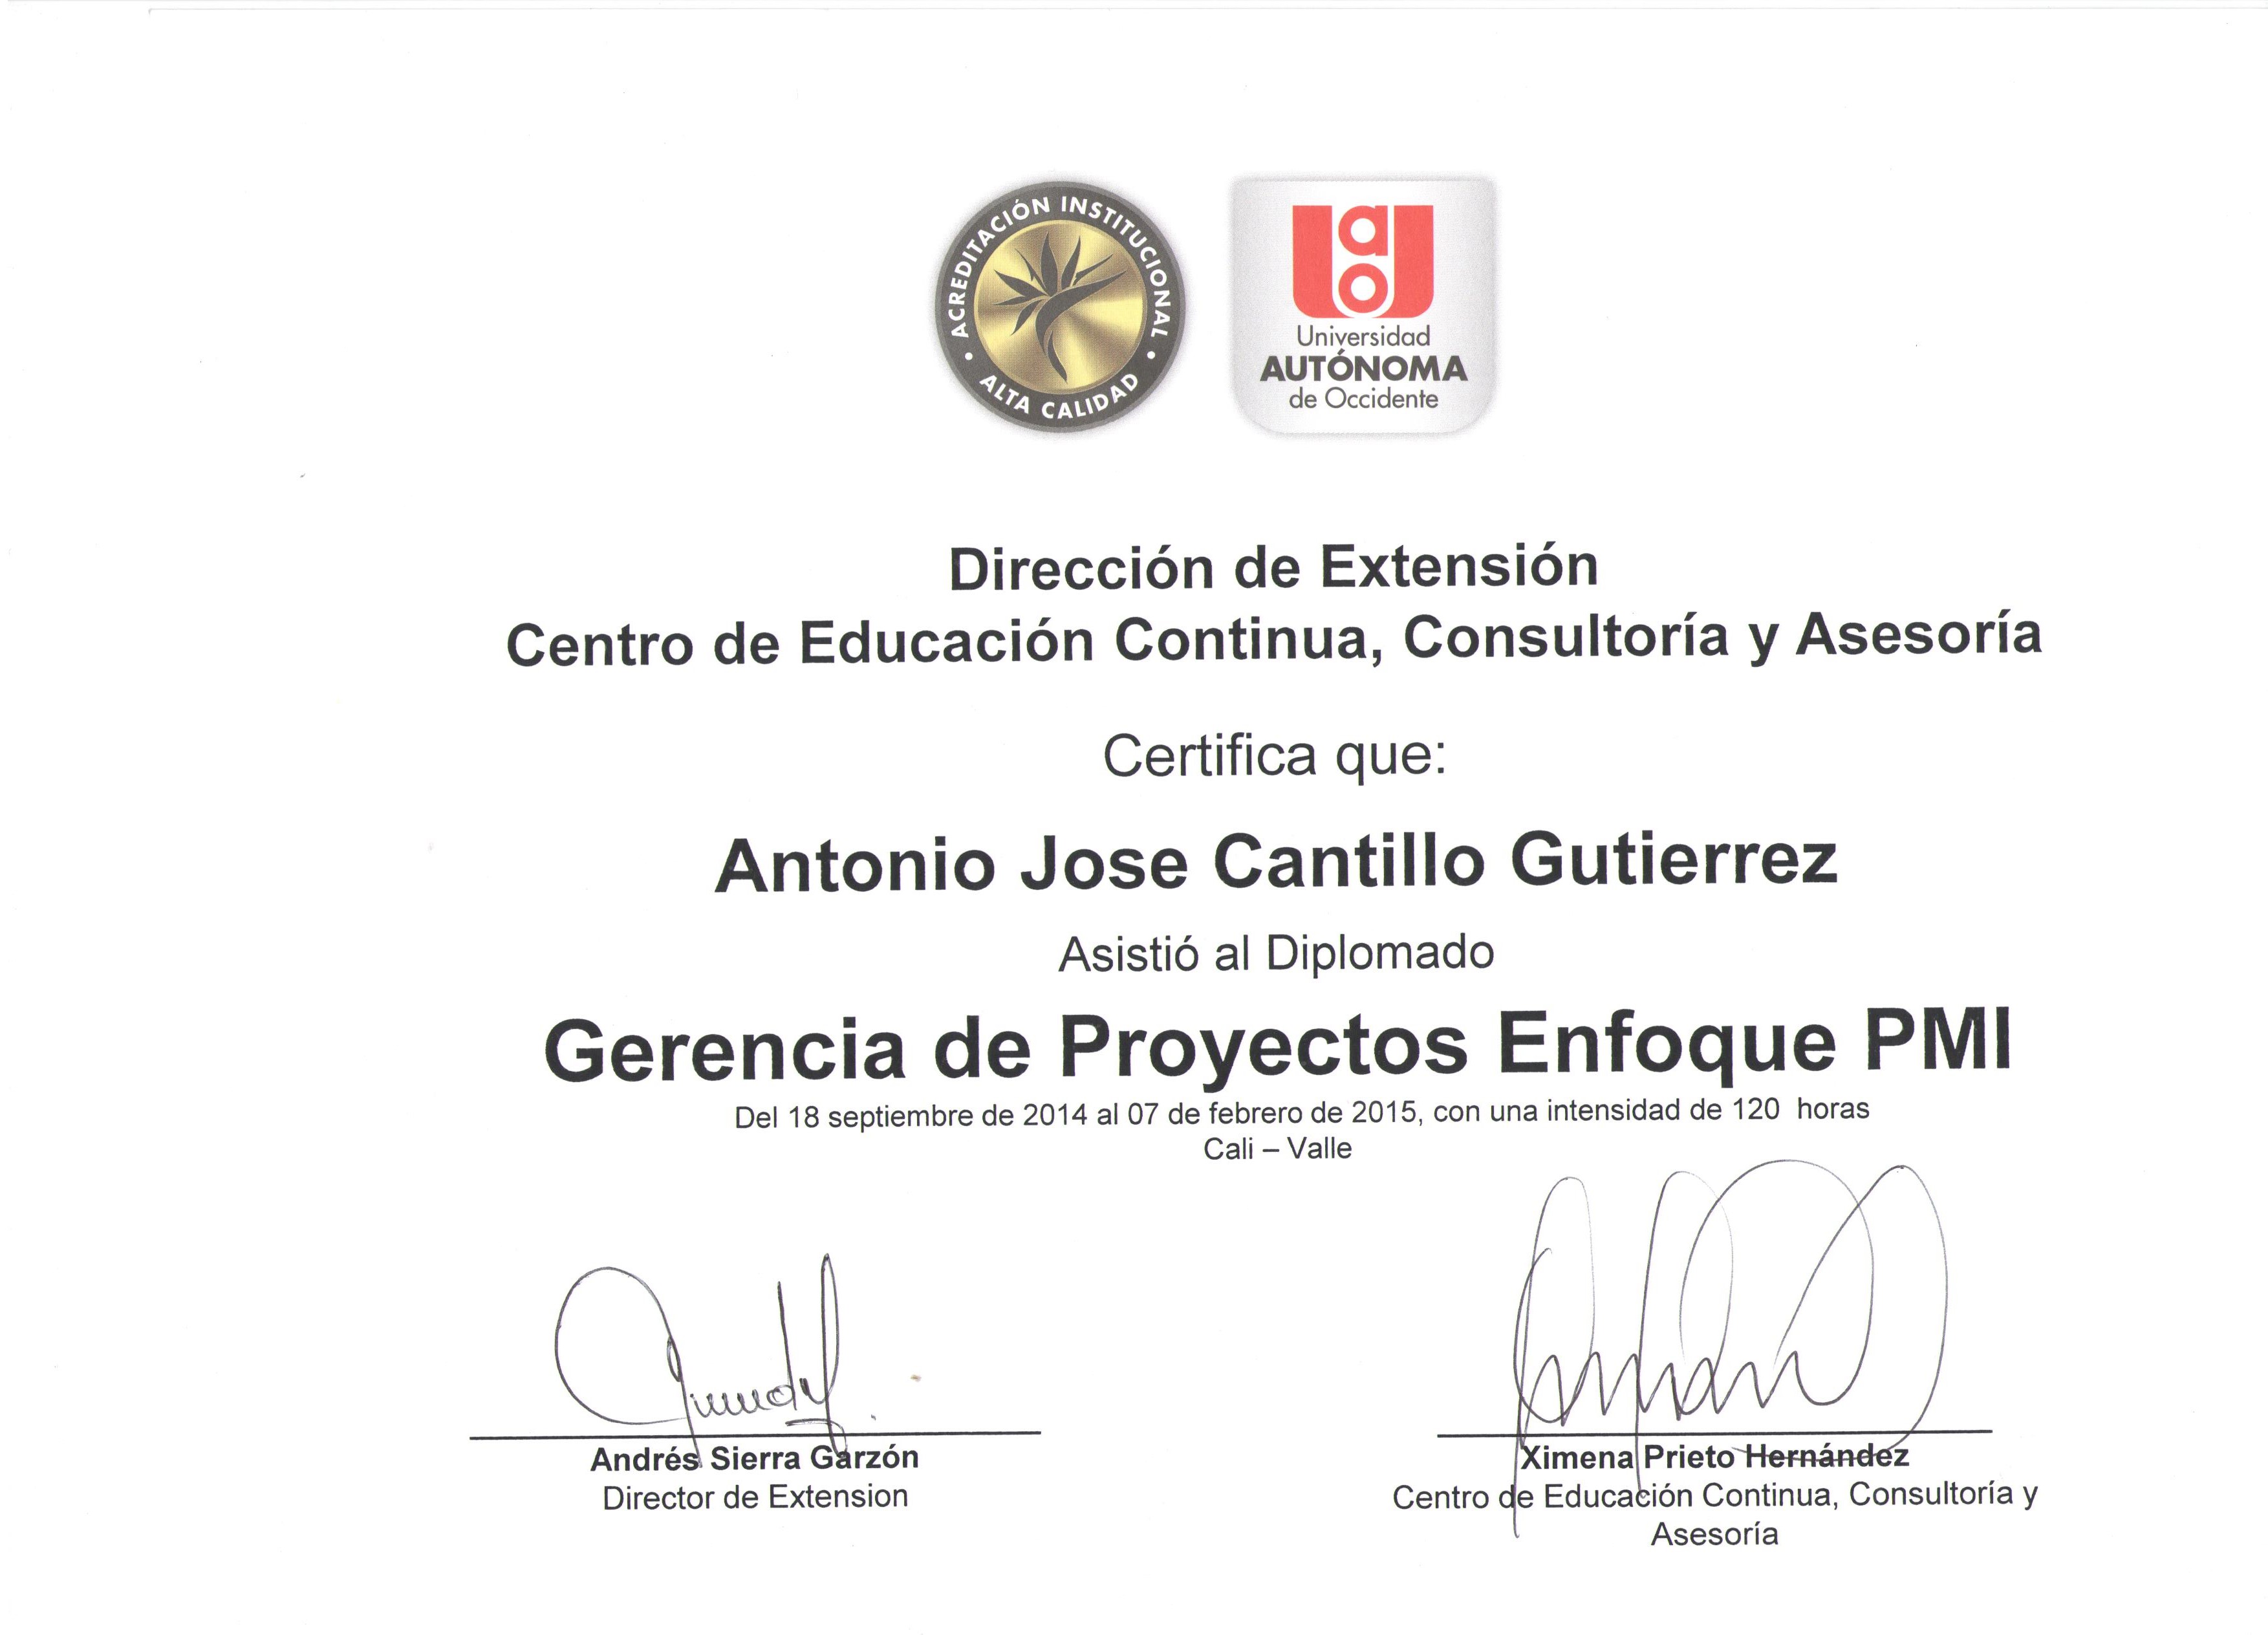 ACREDITACIÓN INSTITUCIONAL
ALTA CALIDAD
uao
Universidad
AUTÓNOMA
de Occidente
Dirección de Extensión
Centro de Educación Continua, Consultoría y Asesoría
Certifica que:
Antonio Jose Cantillo Gutierrez
Asistió al Diplomado
Gerencia de Proyectos Enfoque PMI
Del 18 septiembre de 2014 al 07 de febrero de 2015, con una intensidad de 120 horas
Cali – Valle
Andrés Sierra Garzón
Director de Extension
Ximena Prieto Hernández
Centro de Educación Continua, Consultoría y
Asesoría